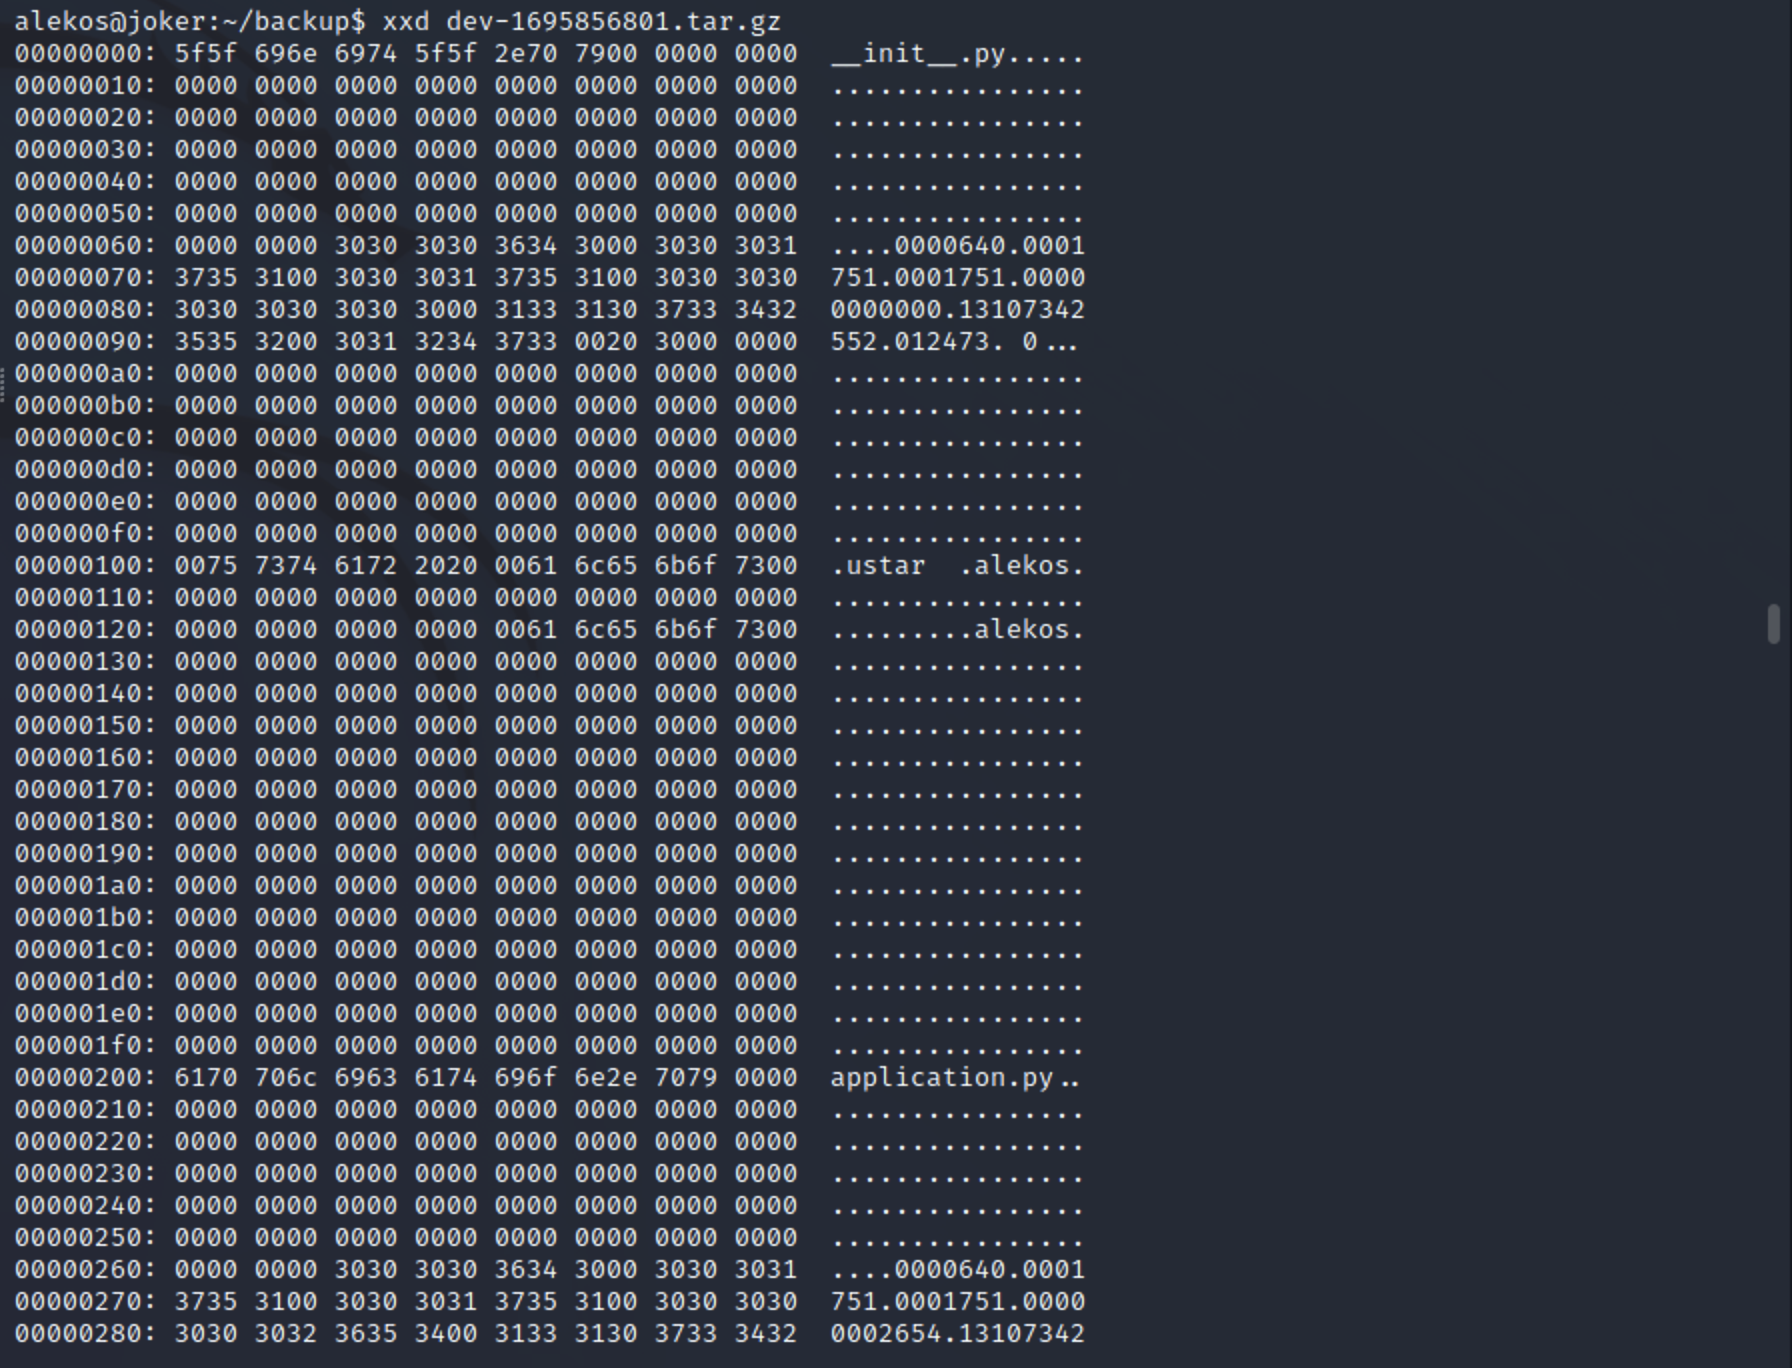 alekos@joker:~/backup$ xxd dev-1695856801.tar.gz
00000000: 5f5f 696e 6974 5f5f 2e70 7900 0000 0000  __init__.py.....
00000010: 0000 0000 0000 0000 0000 0000 0000 0000  ................
00000020: 0000 0000 0000 0000 0000 0000 0000 0000  ................
00000030: 0000 0000 0000 0000 0000 0000 0000 0000  ................
00000040: 0000 0000 0000 0000 0000 0000 0000 0000  ................
00000050: 0000 0000 0000 0000 0000 0000 0000 0000  ................
00000060: 0000 0000 3030 3030 3634 3000 3030 3031  ....0000640.0001
00000070: 3735 3100 3030 3031 3735 3100 3030 3030  751.0001751.0000
00000080: 3030 3030 3030 3000 3133 3130 3733 3432  0000000.13107342
00000090: 3535 3200 3031 3234 3733 0020 3000 0000  552.012473. 0...
000000a0: 0000 0000 0000 0000 0000 0000 0000 0000  ................
000000b0: 0000 0000 0000 0000 0000 0000 0000 0000  ................
000000c0: 0000 0000 0000 0000 0000 0000 0000 0000  ................
000000d0: 0000 0000 0000 0000 0000 0000 0000 0000  ................
000000e0: 0000 0000 0000 0000 0000 0000 0000 0000  ................
000000f0: 0000 0000 0000 0000 0000 0000 0000 0000  ................
00000100: 0075 7374 6172 2020 0061 6c65 6b6f 7300  .ustar  .alekos.
00000110: 0000 0000 0000 0000 0000 0000 0000 0000  ................
00000120: 0000 0000 0000 0000 0061 6c65 6b6f 7300  .........alekos.
00000130: 0000 0000 0000 0000 0000 0000 0000 0000  ................
00000140: 0000 0000 0000 0000 0000 0000 0000 0000  ................
00000150: 0000 0000 0000 0000 0000 0000 0000 0000  ................
00000160: 0000 0000 0000 0000 0000 0000 0000 0000  ................
00000170: 0000 0000 0000 0000 0000 0000 0000 0000  ................
00000180: 0000 0000 0000 0000 0000 0000 0000 0000  ................
00000190: 0000 0000 0000 0000 0000 0000 0000 0000  ................
000001a0: 0000 0000 0000 0000 0000 0000 0000 0000  ................
000001b0: 0000 0000 0000 0000 0000 0000 0000 0000  ................
000001c0: 0000 0000 0000 0000 0000 0000 0000 0000  ................
000001d0: 0000 0000 0000 0000 0000 0000 0000 0000  ................
000001e0: 0000 0000 0000 0000 0000 0000 0000 0000  ................
000001f0: 0000 0000 0000 0000 0000 0000 0000 0000  ................
00000200: 6170 706c 6963 6174 696f 6e2e 7079 0000  application.py..
00000210: 0000 0000 0000 0000 0000 0000 0000 0000  ................
00000220: 0000 0000 0000 0000 0000 0000 0000 0000  ................
00000230: 0000 0000 0000 0000 0000 0000 0000 0000  ................
00000240: 0000 0000 0000 0000 0000 0000 0000 0000  ................
00000250: 0000 0000 0000 0000 0000 0000 0000 0000  ................
00000260: 0000 0000 3030 3030 3634 3000 3030 3031  ....0000640.0001
00000270: 3735 3100 3030 3031 3735 3100 3030 3030  751.0001751.0000
00000280: 3030 3032 3635 3400 3133 3130 3733 3432  0002654.13107342